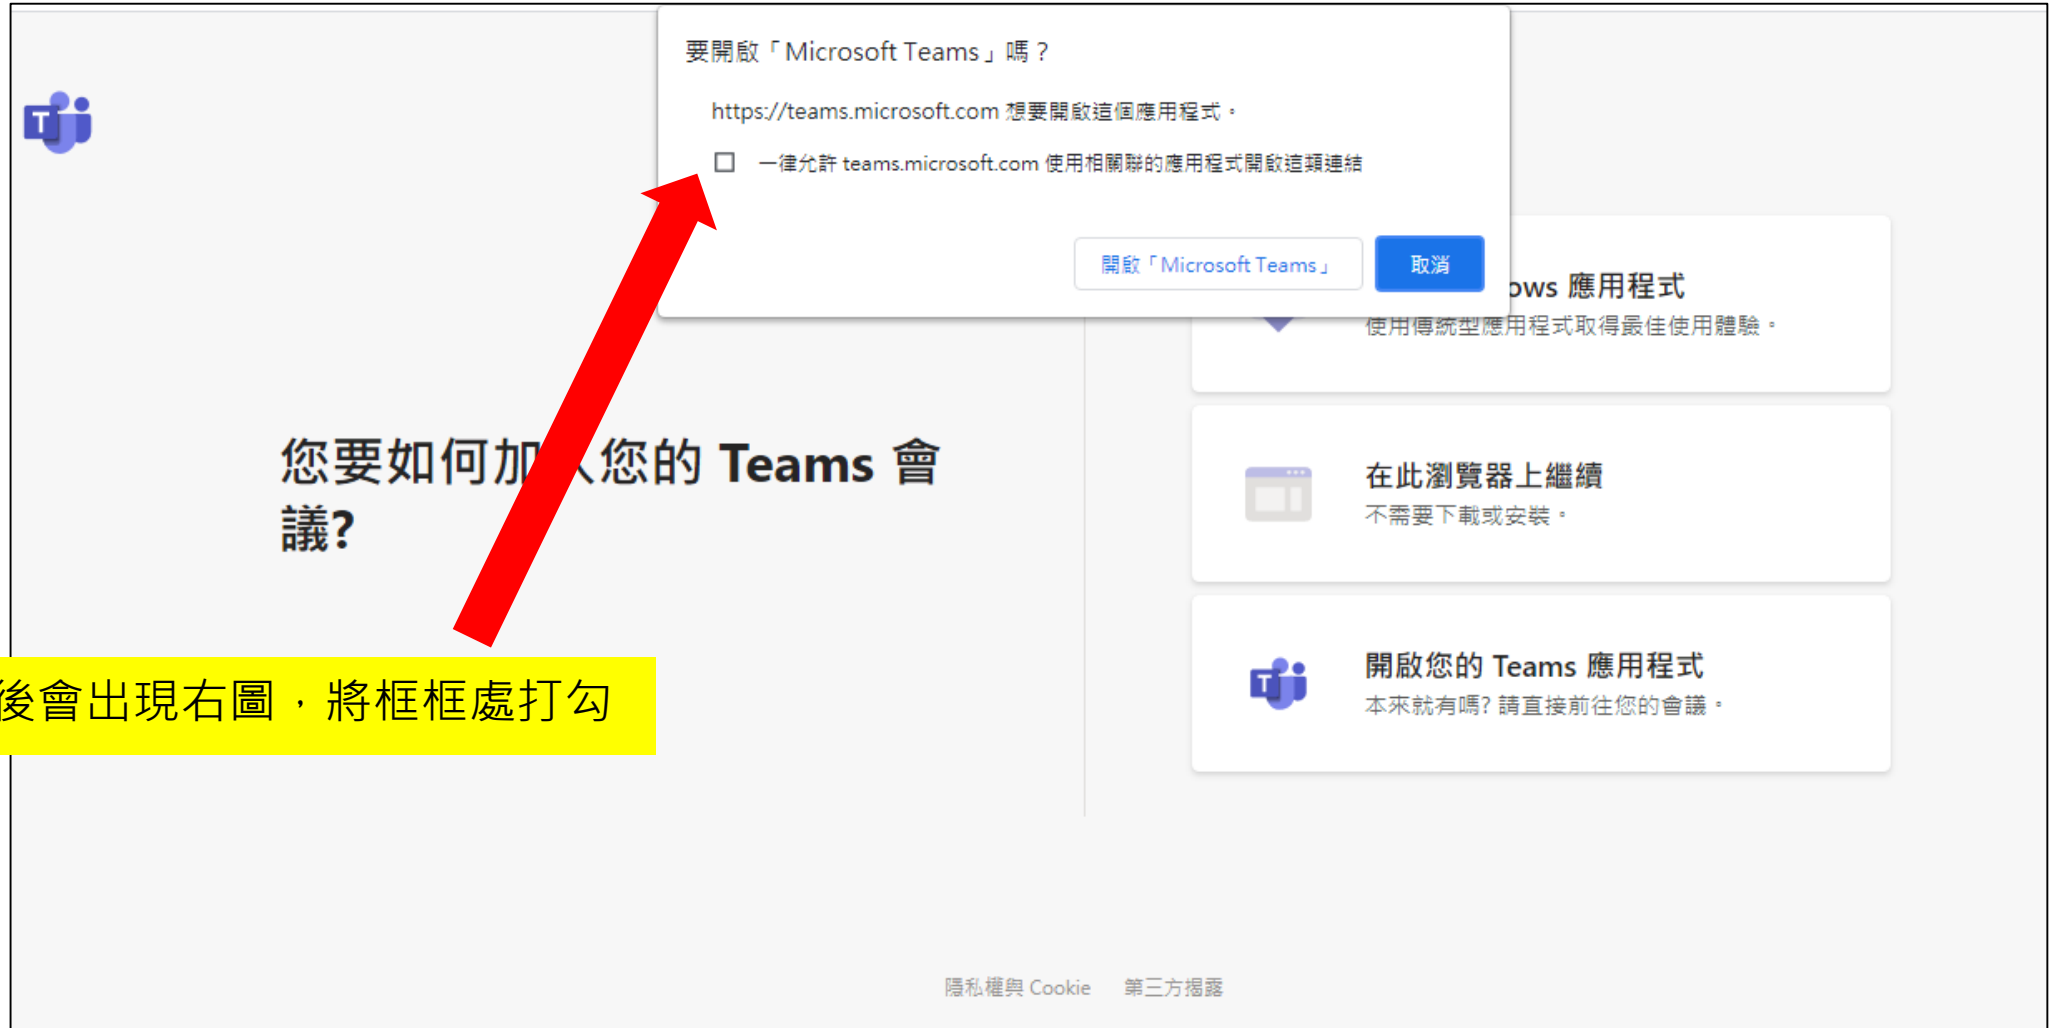 要開啟「Microsoft Teams」嗎？
https://teams.microsoft.com 想要開啟這個應用程式。
一律允許 teams.microsoft.com 使用相關聯的應用程式開啟這類連結
開啟「Microsoft Teams」
取消
ows 應用程式
使用傳統型應用程式取得最佳使用體驗。
您要如何加入您的 Teams 會
議?
在此瀏覽器上繼續
不需要下載或安裝。
開啟您的 Teams 應用程式
本來就有嗎? 請直接前往您的會議。
後會出現右圖，將框框處打勾
隱私權與 Cookie
第三方揭露